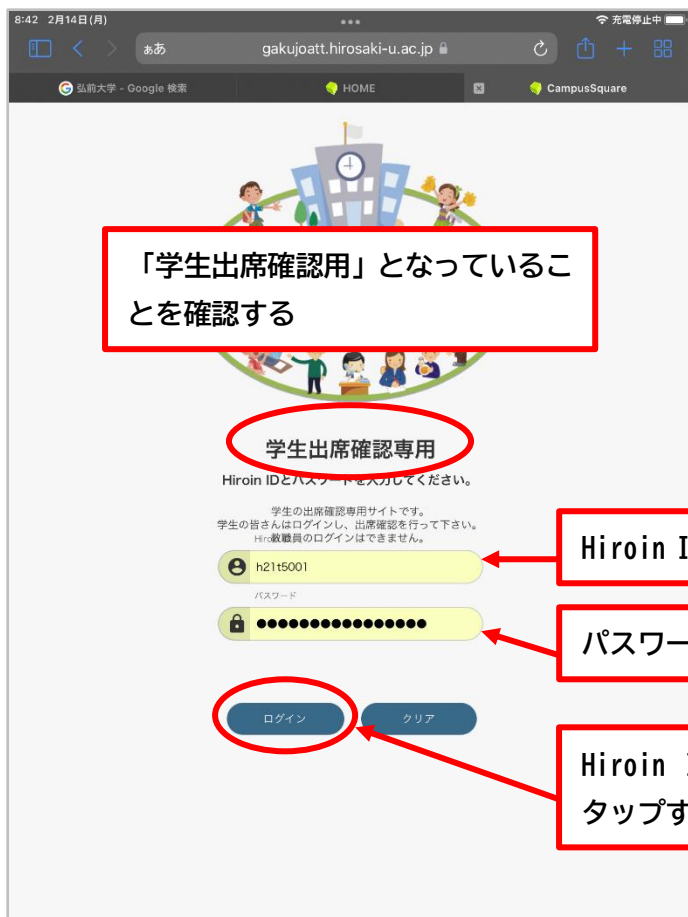 8:42 2月14日(月)
充電停止中
ぁあ
gakujoatt.hirosaki-u.ac.jp
弘前大学 - Google 検索
HOME
CampusSquare
「学生出席確認用」となっているこ
とを確認する
学生出席確認専用
Hiroin IDとパスワードを入力してください。
学生の出席確認専用サイトです。
学生の皆さんはログインし、出席確認を行って下さい。
教職員のログインはできません。
Hiroin I
h21t5001
パスワード
パスワー
ログイン
クリア
Hiroin
タップす